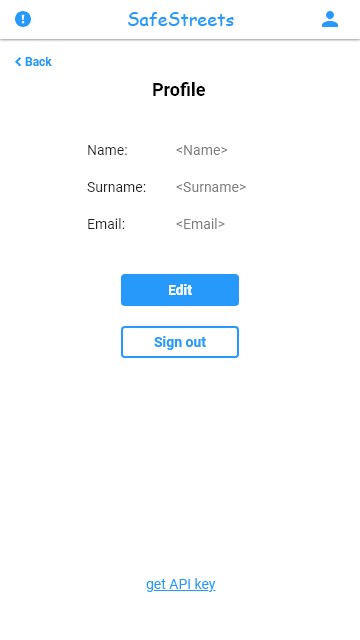 SafeStreets
Back
Profile
Name: <Name>
Surname: <Surname>
Email: <Email>
Edit
Sign out
get API key